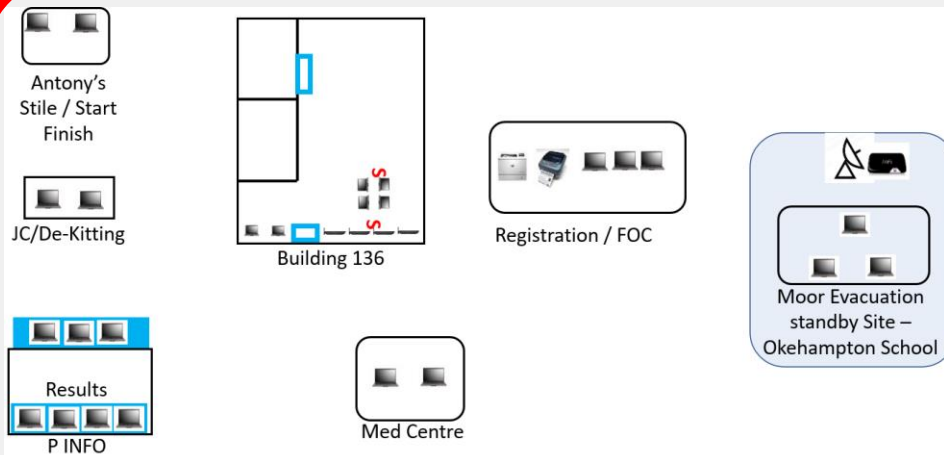 Antony's
Stile / Start
Finish
JC/De-Kitting
S
S
Building 136
Registration / FOC
Moor Evacuation
standby Site –
Okehampton School
Results
P INFO
Med Centre